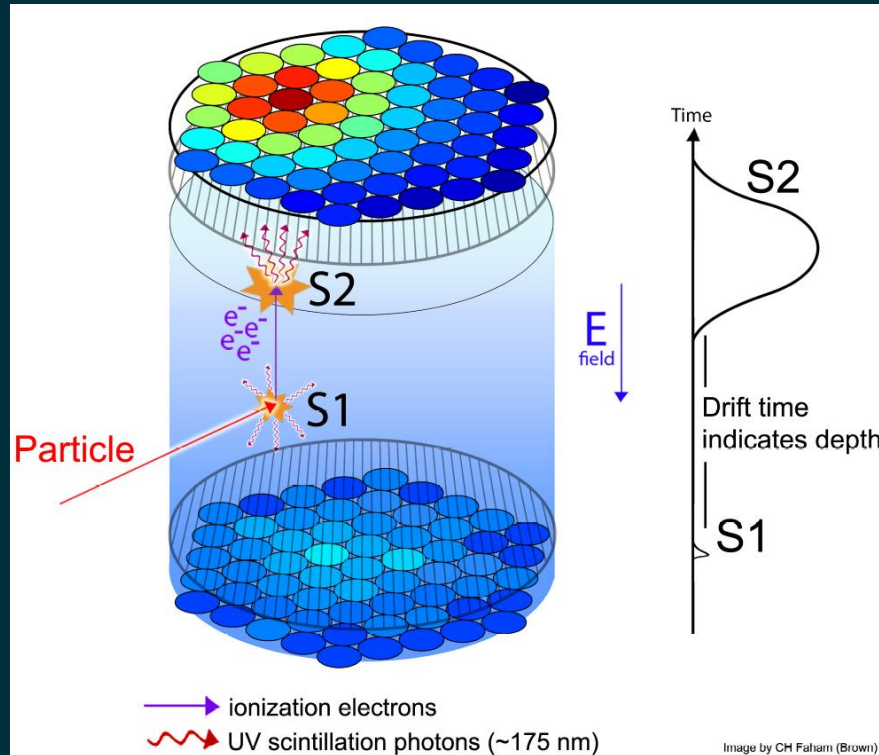 Time
S2
S2
e-
e- e-
e-
e-
E
field
S1
Drift time
indicates depth
Particle
S1
ionization electrons
UV scintillation photons (~175 nm)
Image by CH Faham (Brown)